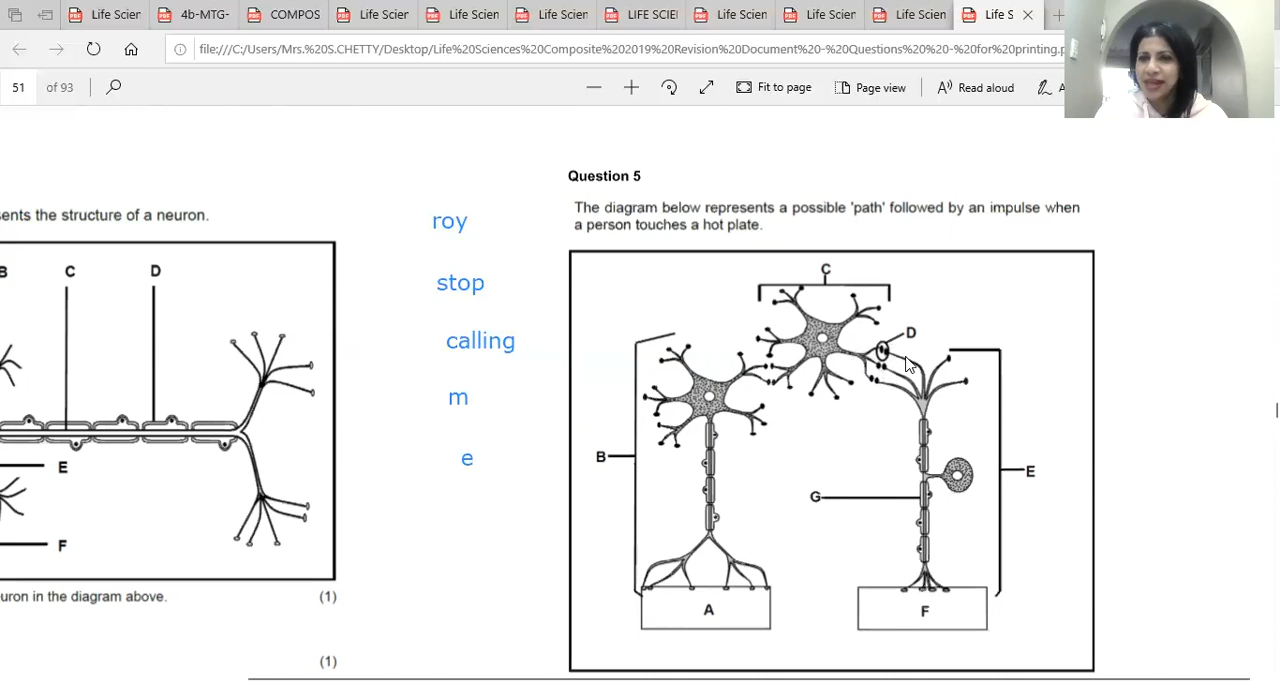 Life Scien
4b-MTG-
COMPOS
Life Scier
Life Scien
Life Scien
LIFE SCIEI
Life Scien
Life Scien
Life Scien
Life S
file:///C:/Users/Mrs.%20S.CHETTY/Desktop/Life%20Sciences%20Composite%202019%20Revision%20Document%20-%20Questions%20%20-%20for%20printing.p
51 of 93
Fit to page
Page view
Read aloud
Question 5
The diagram below represents a possible 'path' followed by an impulse when
a person touches a hot plate.
ents the structure of a neuron.
roy
stop
calling
m
e
B
C
D
E
F
uron in the diagram above.
(1)
(1)
C
D
B
E
G
A
F